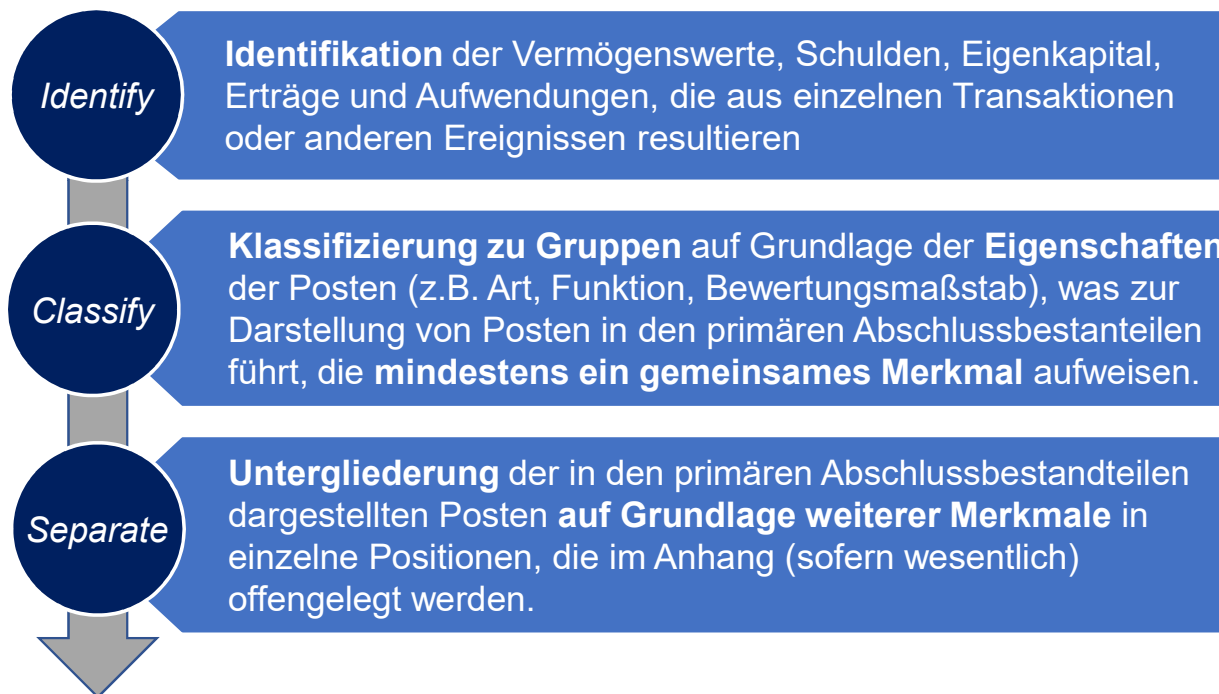 Identify
Identifikation der Vermögenswerte, Schulden, Eigenkapital,
Erträge und Aufwendungen, die aus einzelnen Transaktionen
oder anderen Ereignissen resultieren
Classify
Klassifizierung zu Gruppen auf Grundlage der Eigenschaften
der Posten (z.B. Art, Funktion, Bewertungsmaßstab), was zur
Darstellung von Posten in den primären Abschlussbestanteilen
führt, die mindestens ein gemeinsames Merkmal aufweisen.
Separate
Untergliederung der in den primären Abschlussbestandteilen
dargestellten Posten auf Grundlage weiterer Merkmale in
einzelne Positionen, die im Anhang (sofern wesentlich)
offengelegt werden.